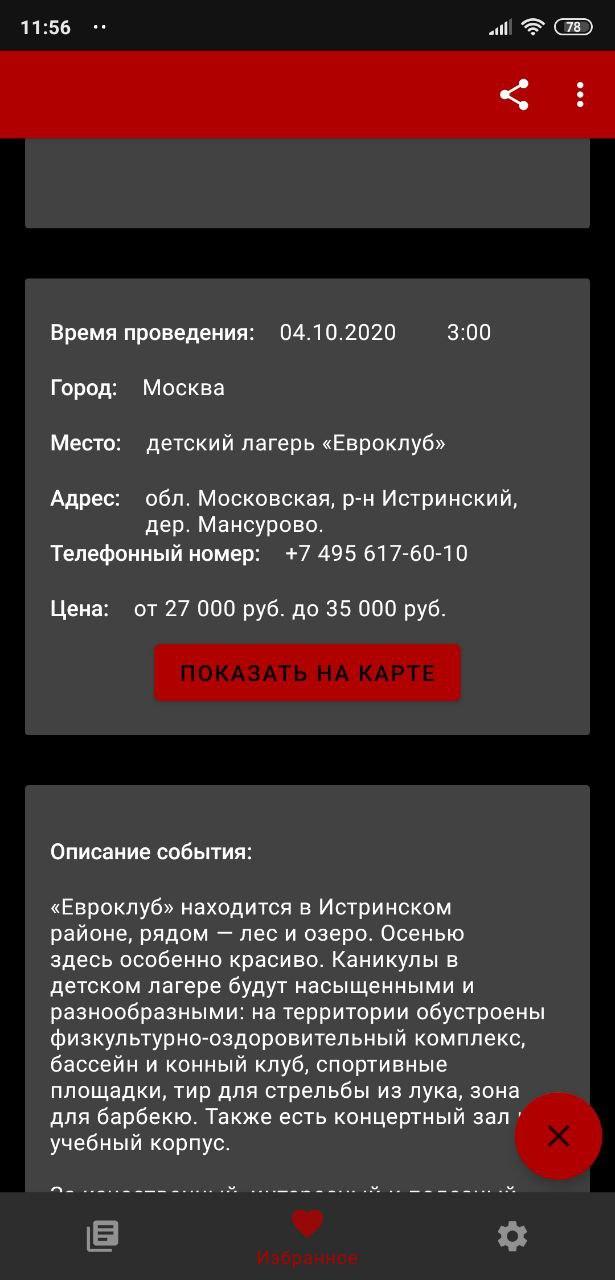 11:56
78
Время проведения: 04.10.2020 3:00
Город: Москва
Место: детский лагерь «Евроклуб»
Адрес: обл. Московская, р-н Истринский,
дер. Мансурово.
Телефонный номер: +7 495 617-60-10
Цена: от 27 000 руб. до 35 000 руб.
ПОКАЗАТЬ НА КАРТЕ
Описание события:
«Евроклуб» находится в Истринском
районе, рядом — лес и озеро. Осенью
здесь особенно красиво. Каникулы в
детском лагере будут насыщенными и
разнообразными: на территории обустроены
физкультурно-оздоровительный комплекс,
бассейн и конный клуб, спортивные
площадки, тир для стрельбы из лука, зона
для барбекю. Также есть концертный зал
учебный корпус.
Избранное